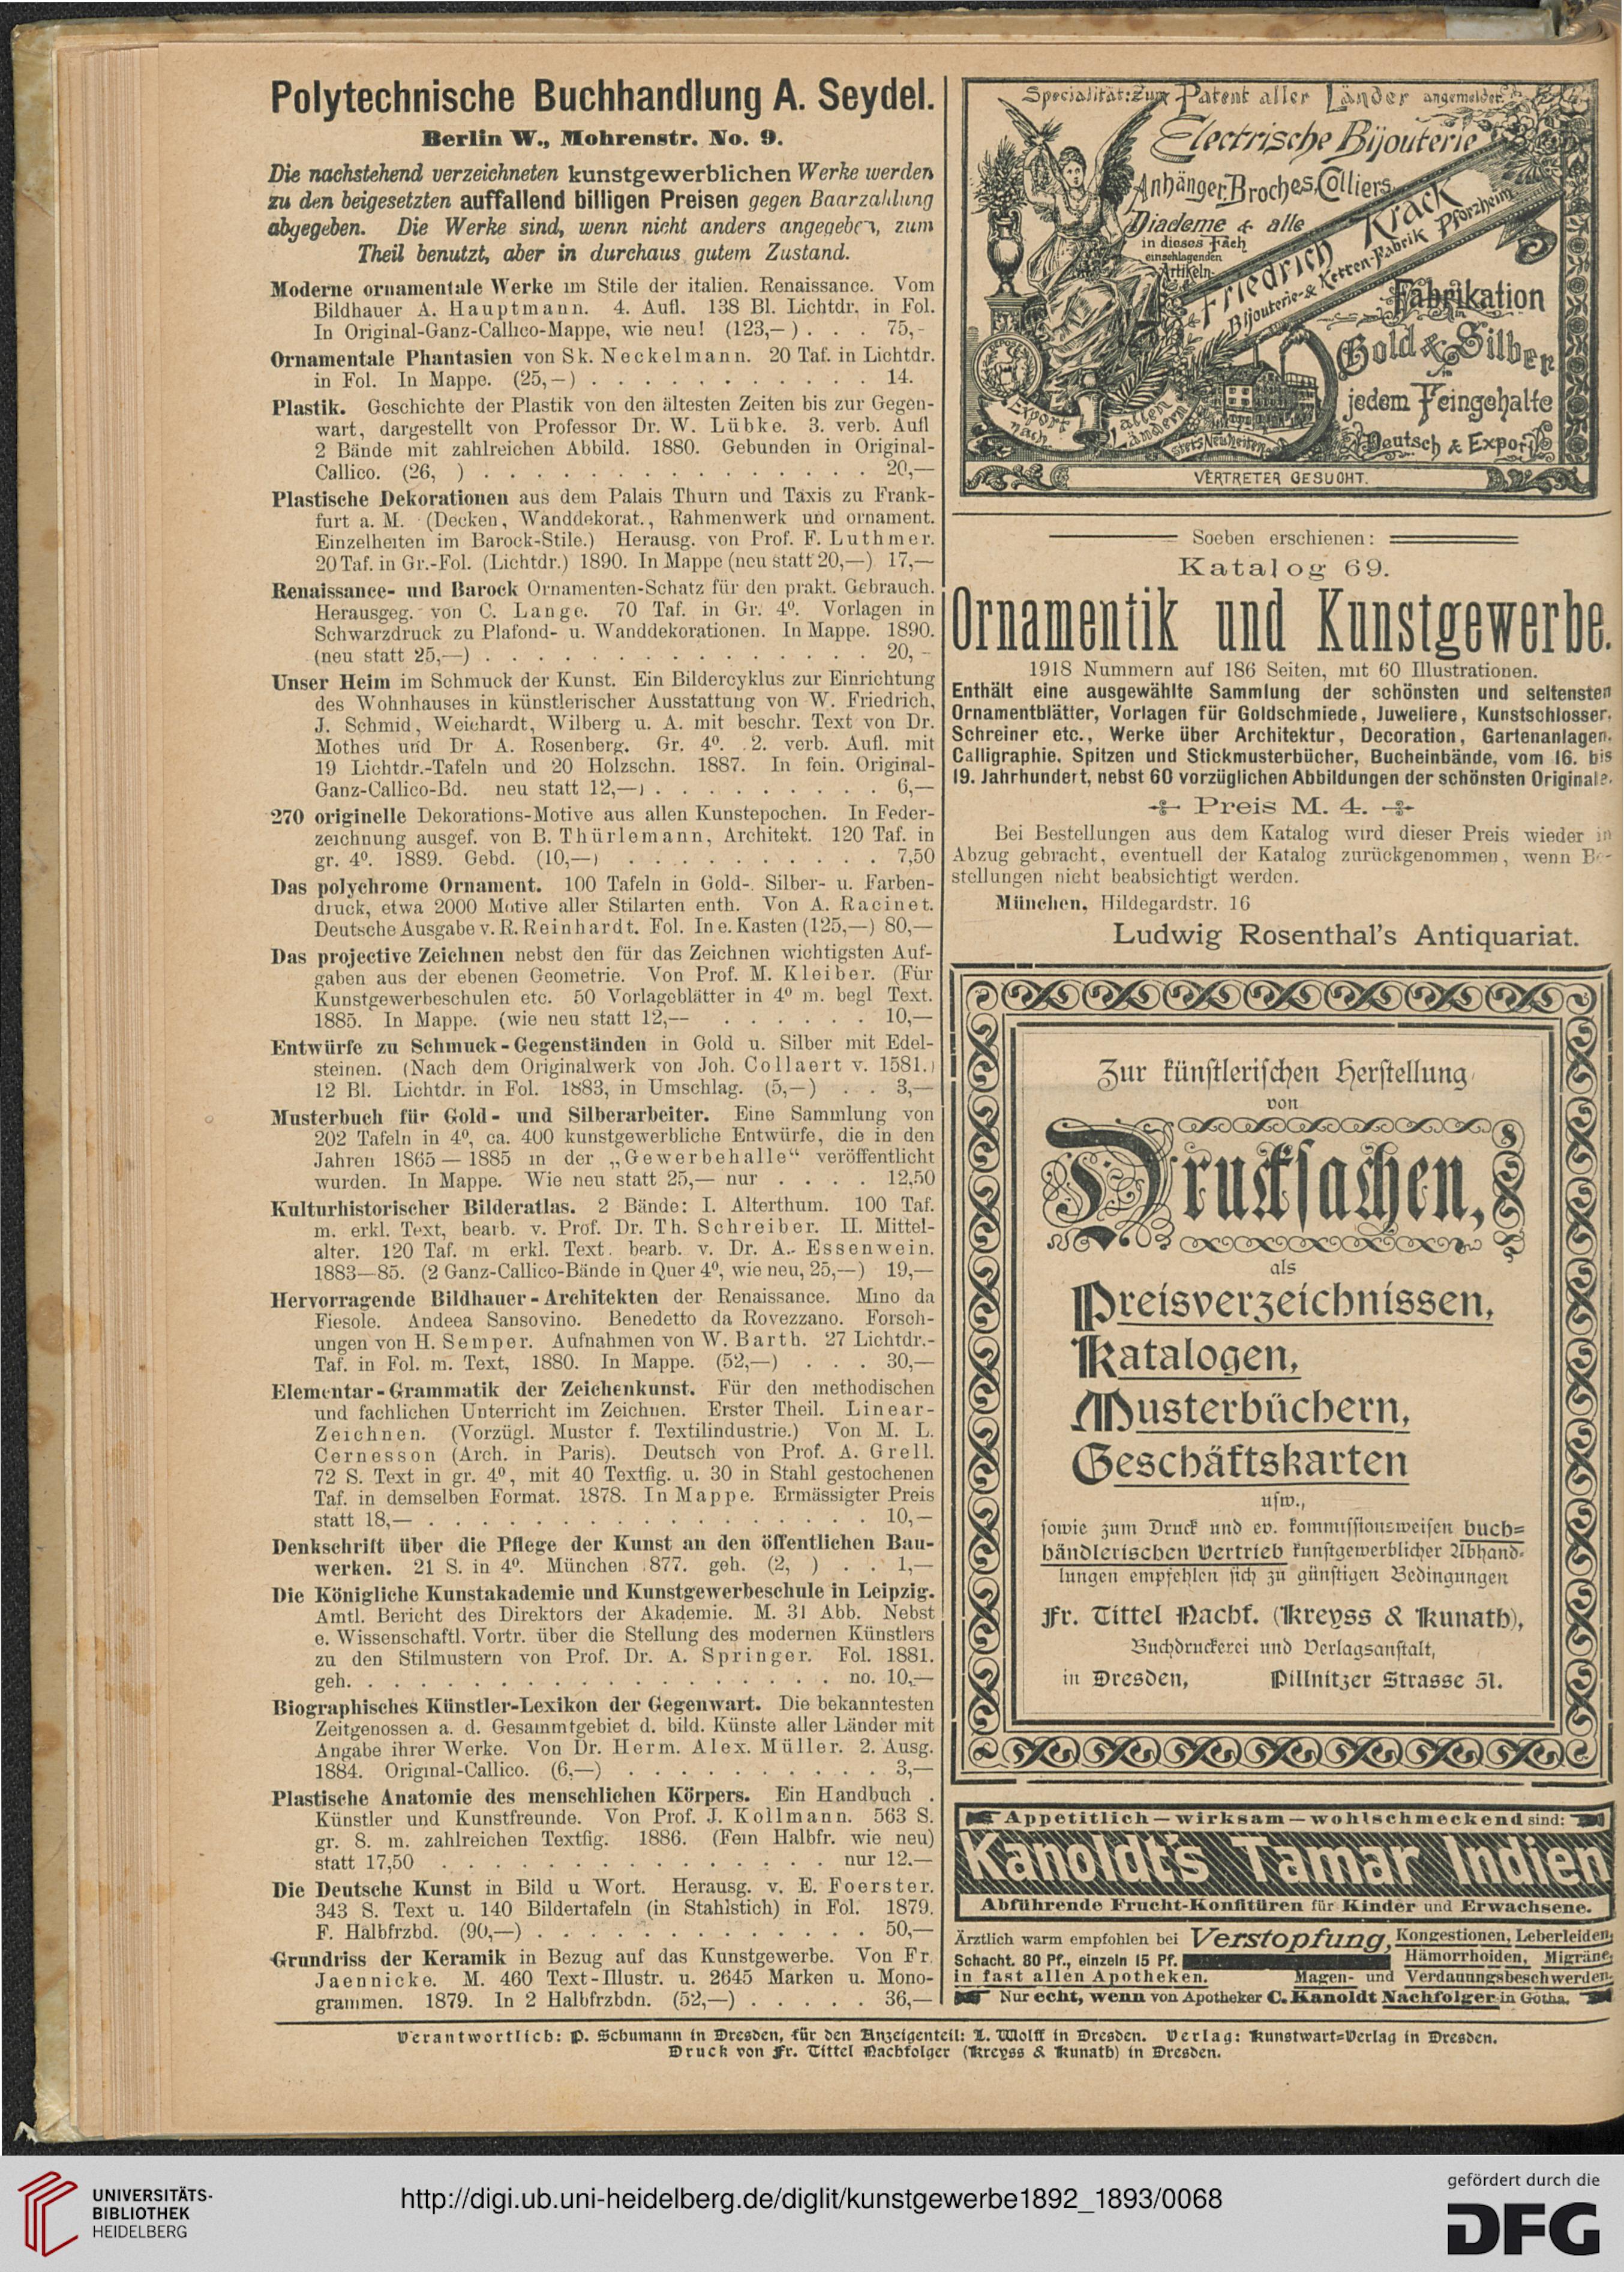 Polytechnische Buchhandlung A. Seydel.
Berlin W., Mohrenstr. No. 9.
Die nachstehend verzeichneten kunstgewerblichen Werke werden
zu den beigesetzten auffallend billigen Preisen gegen Baarzahlung
abgegeben. Die Werke sind, wenn nicht anders angegeben, zum
Theil benutzt, aber in durchaus gutem Zustand.
Moderne ornamentale Werke im Stile der italien. Renaissance. Vom
Bildhauer A. Hauptmann. 4. Aufl. 138 Bl. Lichtdr. in Fol.
In Original-Ganz-Callico-Mappe, wie neu! (123,— ) . . . 75,-
Ornamentale Phantasien von Sk. Neckelmann. 20 Taf. in Lichtdr.
in Fol. In Mappe. (25,—) . . . . . . . . . . . 14.
Plastik. Geschichte der Plastik von den ältesten Zeiten bis zur Gegen-
wart, dargestellt von Professor Dr. W. Lübke. 3. verb. Aufl
2 Bände mit zahlreichen Abbild. 1880. Gebunden in Original-
Callico. (26, ) . . . . . . . . . . . . . . . 20,—
Plastische Dekorationen aus dem Palais Thurn und Taxis zu Frank-
furt a. M. (Decken, Wanddekorat., Rahmenwerk und ornament.
Einzelheiten im Barock-Stile.) Herausg. von Prof. F. Luthmer.
20 Taf. in Gr.-Fol. (Lichtdr.) 1890. In Mappe (neu statt 20,—) 17,—
Renaissance- und Barock Ornamenten-Schatz für den prakt. Gebrauch.
Herausgeg. von C. Lange. 70 Taf. in Gr. 4⁰. Vorlagen in
Schwarzdruck zu Plafond- u. Wanddekorationen. In Mappe. 1890.
(neu statt 25,—) . . . . . . . . . . . . . . . 20, -
Unser Heim im Schmuck der Kunst. Ein Bildercyklus zur Einrichtung
des Wohnhauses in künstlerischer Ausstattung von W. Friedrich,
J. Schmid, Weichardt, Wilberg u. A. mit beschr. Text von Dr.
Mothes und Dr A. Rosenberg. Gr. 4⁰. 2. verb. Aufl. mit
19 Lichtdr.-Tafeln und 20 Holzschn. 1887. In fein. Original-
Ganz-Callico-Bd. neu statt 12,—) . . . . . . . . . 6,—
270 originelle Dekorations-Motive aus allen Kunstepochen. In Feder-
zeichnung ausgef. von B. Thürlemann, Architekt. 120 Taf. in
gr. 4⁰. 1889. Gebd. (10,—) . . . . . . . . . . 7,50
Das polychrome Ornament. 100 Tafeln in Gold-. Silber- u. Farben-
druck, etwa 2000 Motive aller Stilarten enth. Von A. Racinet.
Deutsche Ausgabe v. R. Reinhardt. Fol. In e. Kasten (125,—) 80,—
Das projective Zeichnen nebst den für das Zeichnen wichtigsten Auf-
gaben aus der ebenen Geometrie. Von Prof. M. Kleiber. (Für
Kunstgewerbeschulen etc. 50 Vorlageblätter in 4⁰ m. begl Text.
1885. In Mappe. (wie neu statt 12,-- . . . . . . 10,—
Entwürfe zu Schmuck-Gegenständen in Gold u. Silber mit Edel-
steinen. (Nach dem Originalwerk von Joh. Collaert v. 1581.)
12 Bl. Lichtdr. in Fol. 1883, in Umschlag. (5,—) . . 3,—
Musterbuch für Gold- und Silberarbeiter. Eine Sammlung von
202 Tafeln in 4⁰, ca. 400 kunstgewerbliche Entwürfe, die in den
Jahren 1865—1885 in der „Gewerbehalle“ veröffentlicht
wurden. In Mappe. Wie neu statt 25,— nur . . . . 12,50
Kulturhistorischer Bilderatlas. 2 Bände: I. Alterthum. 100 Taf.
m. erkl. Text, bearb. v. Prof. Dr. Th. Schreiber. II. Mittel-
alter. 120 Taf. m erkl. Text. bearb. v. Dr. A. Essenwein.
1883—85. (2 Ganz-Callico-Bände in Quer 4⁰, wie neu, 25,—) 19,—
Hervorragende Bildhauer-Architekten der Renaissance. Mino da
Fiesole. Andeea Sansovino. Benedetto da Rovezzano. Forsch-
ungen von H. Semper. Aufnahmen von W. Barth. 27 Lichtdr.-
Taf. in Fol. m. Text, 1880. In Mappe. (52,—) . . . 30,—
Elementar-Grammatik der Zeichenkunst. Für den methodischen
und fachlichen Unterricht im Zeichnen. Erster Theil. Linear-
Zeichnen. (Vorzügl. Muster f. Textilindustrie.) Von M. L.
Cernesson (Arch. in Paris). Deutsch von Prof. A. Grell.
72 S. Text in gr. 4⁰, mit 40 Textfig. u. 30 in Stahl gestochenen
Taf. in demselben Format. 1878. In Mappe. Ermässigter Preis
statt 18,— . . . . . . . . . . . . . . . . . 10,—
Denkschrift über die Pflege der Kunst an den öffentlichen Bau-
werken. 21 S. in 4⁰. München 877. geh. (2, ) . . 1,—
Die Königliche Kunstakademie und Kunstgewerbeschule in Leipzig.
Amtl. Bericht des Direktors der Akademie. M. 31 Abb. Nebst
e. Wissenschaftl. Vortr. über die Stellung des modernen Künstlers
zu den Stilmustern von Prof. Dr. A. Springer. Fol. 1881.
geh. . . . . . . . . . . . . . . . . . . no. 10,—
Biographisches Künstler-Lexikon der Gegenwart. Die bekanntesten
Zeitgenossen a. d. Gesammtgebiet d. bild. Künste aller Länder mit
Angabe ihrer Werke. Von Dr. Herm. Alex. Müller. 2. Ausg.
1884. Original-Callico. (6,—) . . . . . . . . . . 3,—
Plastische Anatomie des menschlichen Körpers. Ein Handbuch .
Künstler und Kunstfreunde. Von Prof. J. Kollmann. 563 S.
gr. 8. m. zahlreichen Textfig. 1886. (Fein Halbfr. wie neu)
statt 17,50 . . . . . . . . . . . . . . . nur 12.—
Die Deutsche Kunst in Bild u Wort. Herausg. v. E. Foerster.
343 S. Text u. 140 Bildertafeln (in Stahlstich) in Fol. 1879.
F. Halbfrzbd. (90,—) . . . . . . . . . . . . . 50,—
Grundriss der Keramik in Bezug auf das Kunstgewerbe. Von Fr.
Jaennicke. M. 460 Text-Illustr. u. 2645 Marken u. Mono-
grammen. 1879. In 2 Halbfrzbdn. (52,—) . . . . . 36,—
Specialität: Zum Patent aller Länder angemeldet.
Electrische Bijouterie
Anhänger, Broches, Colliers
Diademe & alle
in dieses Fach
einschlagenden
Artikeln.
Friedrich Krack
Bijouterie- & Ketten-Fabrik Pforzheim
Fabrikation
in
Gold & Silber
in
jedem Feingehalte
Deutsch & Export
Export
nach
allen
Ländern
Stets Neuheiten.
VERTRETER GESUCHT.
Soeben erschienen:
Katalog 69.
Ornamentik und Kunstgewerbe.
1918 Nummern auf 186 Seiten, mit 60 Illustrationen.
Enthält eine ausgewählte Sammlung der schönsten und seltensten
Ornamentblätter, Vorlagen für Goldschmiede, Juweliere, Kunstschlosser,
Schreiner etc., Werke über Architektur, Decoration, Gartenanlagen,
Calligraphie, Spitzen und Stickmusterbücher, Bucheinbände, vom 16. bis
19. Jahrhundert, nebst 60 vorzüglichen Abbildungen der schönsten Originale.
Preis M. 4.
Bei Bestellungen aus dem Katalog wird dieser Preis wieder in
Abzug gebracht, eventuell der Katalog zurückgenommen, wenn Be-
stellungen nicht beabsichtigt werden.
München, Hildegardstr. 16
Ludwig Rosenthal's Antiquariat.
Zur künstlerischen Herstellung
von
Drucksachen,
als
Preisverzeichnissen,
Katalogen,
Musterbüchern,
Geschäftskarten
usw.,
sowie zum Druck und ev. kommissionsweisen buch-
händlerischen Vertrieb kunstgewerblicher Abhand-
lungen empfehlen sich zu günstigen Bedingungen
Fr. Tittel Nachf. (Kreyss & Kunath),
Buchdruckerei und Verlagsanstalt,
in Dresden, Pillnitzer Strasse 51.
Appetitlich — wirksam — wohlschmeckend sind:
Kanoldt's Tamar Indien
Abführende Frucht-Konfitüren für Kinder und Erwachsene.
Ärztlich warm empfohlen bei Verstopfung, Kongestionen, Leberleiden,
Schacht. 80 Pf., einzeln 15 Pf. Hämorrhoiden, Migräne,
in fast allen Apotheken. Magen- und Verdauungsbeschwerden.
Nur echt, wenn von Apotheker C. Kanoldt Nachfolger in Gotha.
Verantwortlich: P. Schumann in Dresden, für den Anzeigenteil: A. Wolff in Dresden. Verlag: Kunstwart-Verlag in Dresden.
Druck von Fr. Tittel Nachfolger (Kreyss & Kunath) in Dresden.
UNIVERSITÄTS-
BIBLIOTHEK
HEIDELBERG
http://digi.ub.uni-heidelberg.de/diglit/kunstgewerbe1892_1893/0068
gefördert durch die
DFG